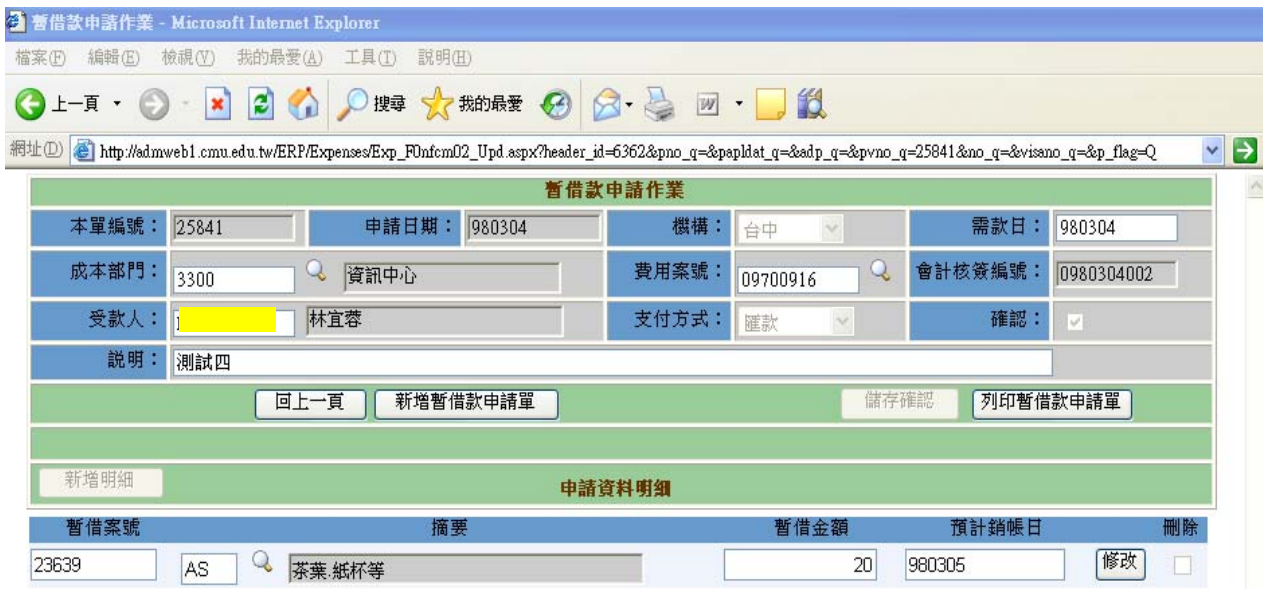 暫借款申請作業 - Microsoft Internet Explorer
檔案(F) 編輯(E) 檢視(V) 我的最愛(A) 工具(T) 說明(H)
上一頁 搜尋 我的最愛
網址(D) http://admweb1.cmu.edu.tw/ERP/Expenses/Exp_F0nfcm02_Upd.aspx?header_id=6362&pno_q=&papldat_q=&adp_q=&pvno_q=25841&no_q=&visano_q=&p_flag=Q
暫借款申請作業
本單編號： 25841 申請日期： 980304 機構： 台中 需款日： 980304
成本部門： 3300 資訊中心 費用案號： 09700916 會計核簽編號： 0980304002
受款人： 林宜蓉 支付方式： 匯款 確認：
說明： 測試四
回上一頁 新增暫借款申請單 儲存確認 列印暫借款申請單
新增明細 申請資料明細
暫借案號 摘要 暫借金額 預計銷帳日 刪除
23639 AS 茶葉.紙杯等 20 980305 修改